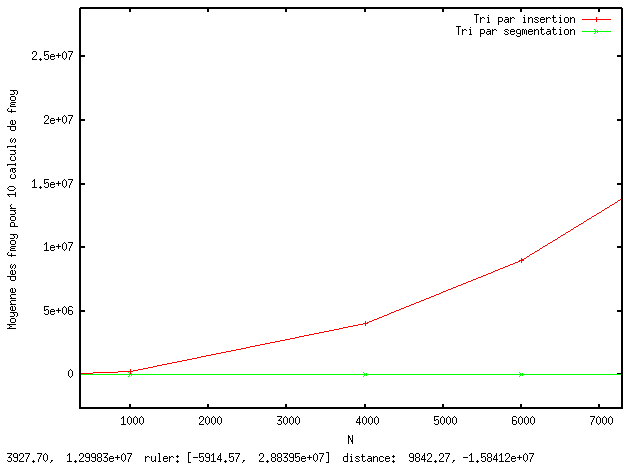 Tri par insertion
Tri par segmentation
2.5e+07
2e+07
1.5e+07
1e+07
5e+06
0
Moyenne des fmoy pour 10 calculs de fmoy
1000 2000 3000 4000 5000 6000 7000
N
3927.70, 1.29983e+07 ruler: [-5914.57, 2.88395e+07] distance: 9842.27, -1.58412e+07